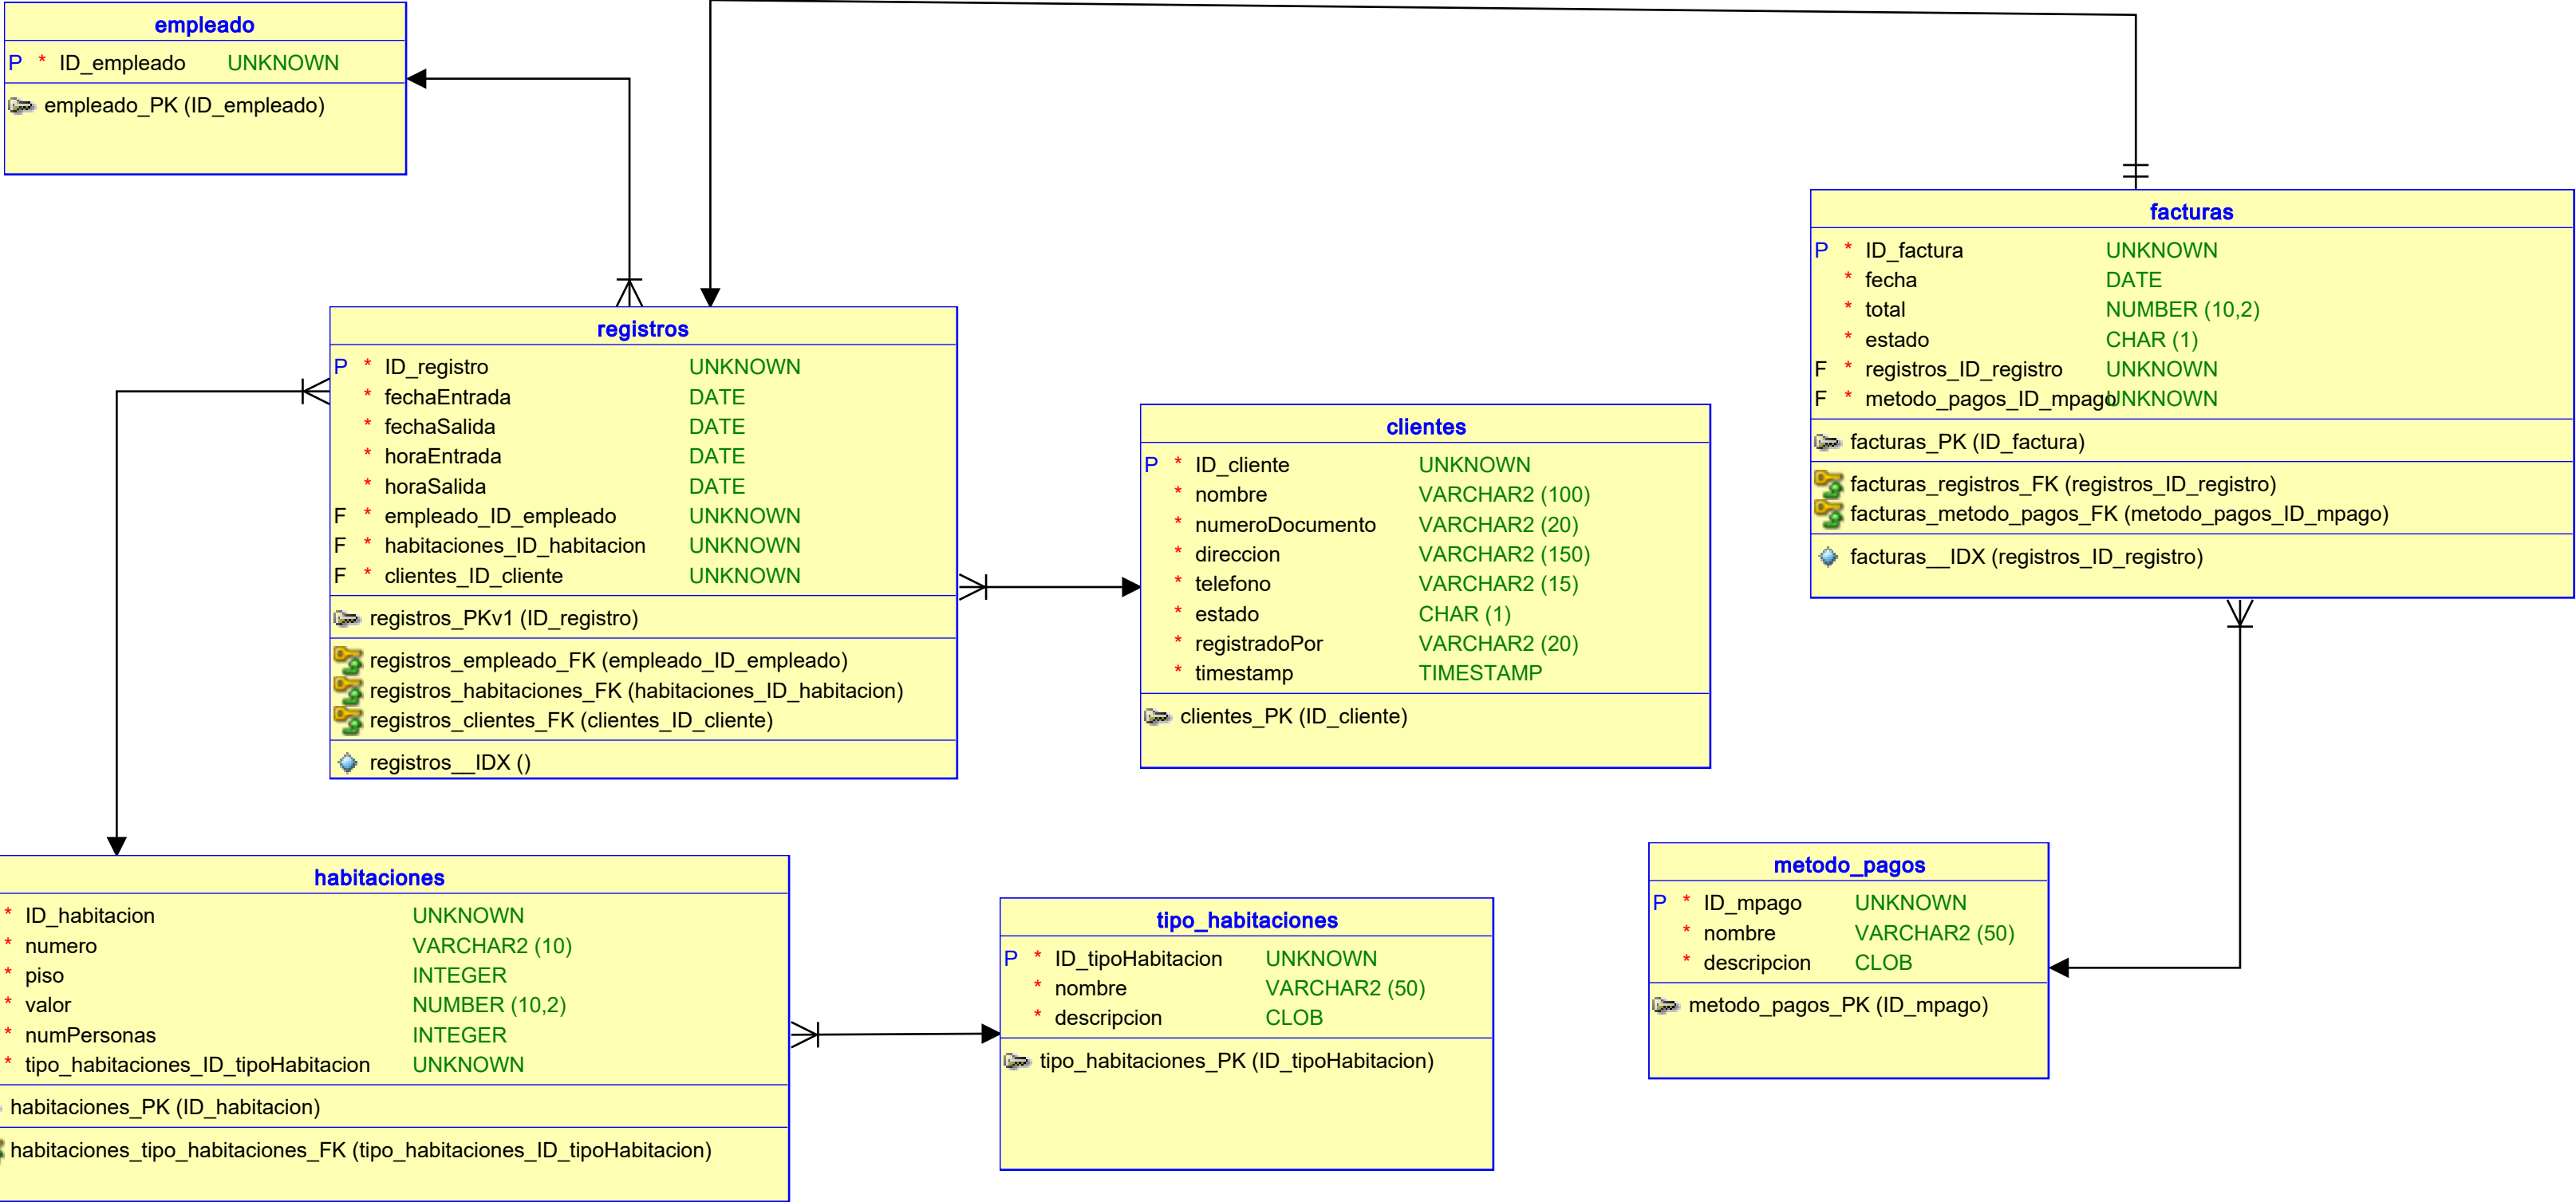 empleado
P * ID_empleado UNKNOWN
empleado_PK (ID_empleado)
registros
P * ID_registro UNKNOWN
* fechaEntrada DATE
* fechaSalida DATE
* horaEntrada DATE
* horaSalida DATE
F * empleado_ID_empleado UNKNOWN
F * habitaciones_ID_habitacion UNKNOWN
F * clientes_ID_cliente UNKNOWN
registros_PKv1 (ID_registro)
registros_empleado_FK (empleado_ID_empleado)
registros_habitaciones_FK (habitaciones_ID_habitacion)
registros_clientes_FK (clientes_ID_cliente)
registros__IDX ()
clientes
P * ID_cliente UNKNOWN
* nombre VARCHAR2 (100)
* numeroDocumento VARCHAR2 (20)
* direccion VARCHAR2 (150)
* telefono VARCHAR2 (15)
* estado CHAR (1)
* registradoPor VARCHAR2 (20)
* timestamp TIMESTAMP
clientes_PK (ID_cliente)
facturas
P * ID_factura UNKNOWN
* fecha DATE
* total NUMBER (10,2)
* estado CHAR (1)
F * registros_ID_registro UNKNOWN
F * metodo_pagos_ID_mpago UNKNOWN
facturas_PK (ID_factura)
facturas_registros_FK (registros_ID_registro)
facturas_metodo_pagos_FK (metodo_pagos_ID_mpago)
facturas__IDX (registros_ID_registro)
habitaciones
* ID_habitacion UNKNOWN
* numero VARCHAR2 (10)
* piso INTEGER
* valor NUMBER (10,2)
* numPersonas INTEGER
* tipo_habitaciones_ID_tipoHabitacion UNKNOWN
habitaciones_PK (ID_habitacion)
habitaciones_tipo_habitaciones_FK (tipo_habitaciones_ID_tipoHabitacion)
tipo_habitaciones
P * ID_tipoHabitacion UNKNOWN
* nombre VARCHAR2 (50)
* descripcion CLOB
tipo_habitaciones_PK (ID_tipoHabitacion)
metodo_pagos
P * ID_mpago UNKNOWN
* nombre VARCHAR2 (50)
* descripcion CLOB
metodo_pagos_PK (ID_mpago)